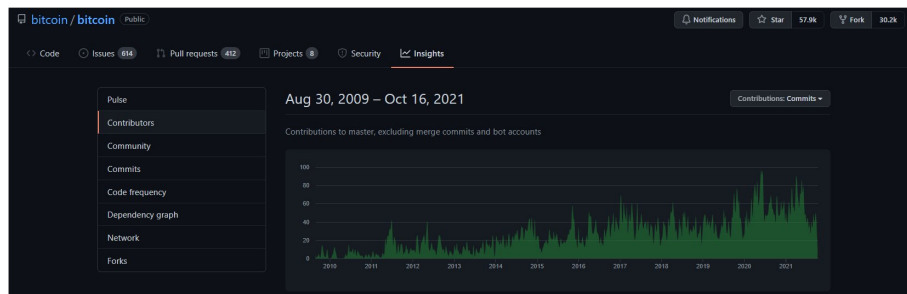 bitcoin / bitcoin Public
Notifications Star 57.9k Fork 30.2k
Code Issues 614 Pull requests 412 Projects 8 Security Insights
Pulse
Contributors
Community
Commits
Code frequency
Dependency graph
Network
Forks
Aug 30, 2009 – Oct 16, 2021
Contributions: Commits
Contributions to master, excluding merge commits and bot accounts
100
80
60
40
20
0
2010 2011 2012 2013 2014 2015 2016 2017 2018 2019 2020 2021